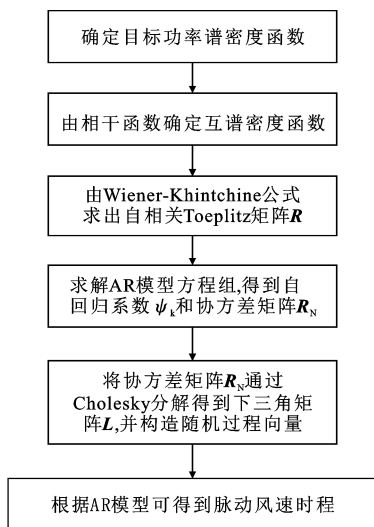 确定目标功率谱密度函数
由相干函数确定互谱密度函数
由Wiener-Khintchine公式
求出自相关Toeplitz矩阵R
求解AR模型方程组,得到自
回归系数ψk和协方差矩阵RN
将协方差矩阵RN通过
Cholesky分解得到下三角矩
阵L,并构造随机过程向量
根据AR模型可得到脉动风速时程